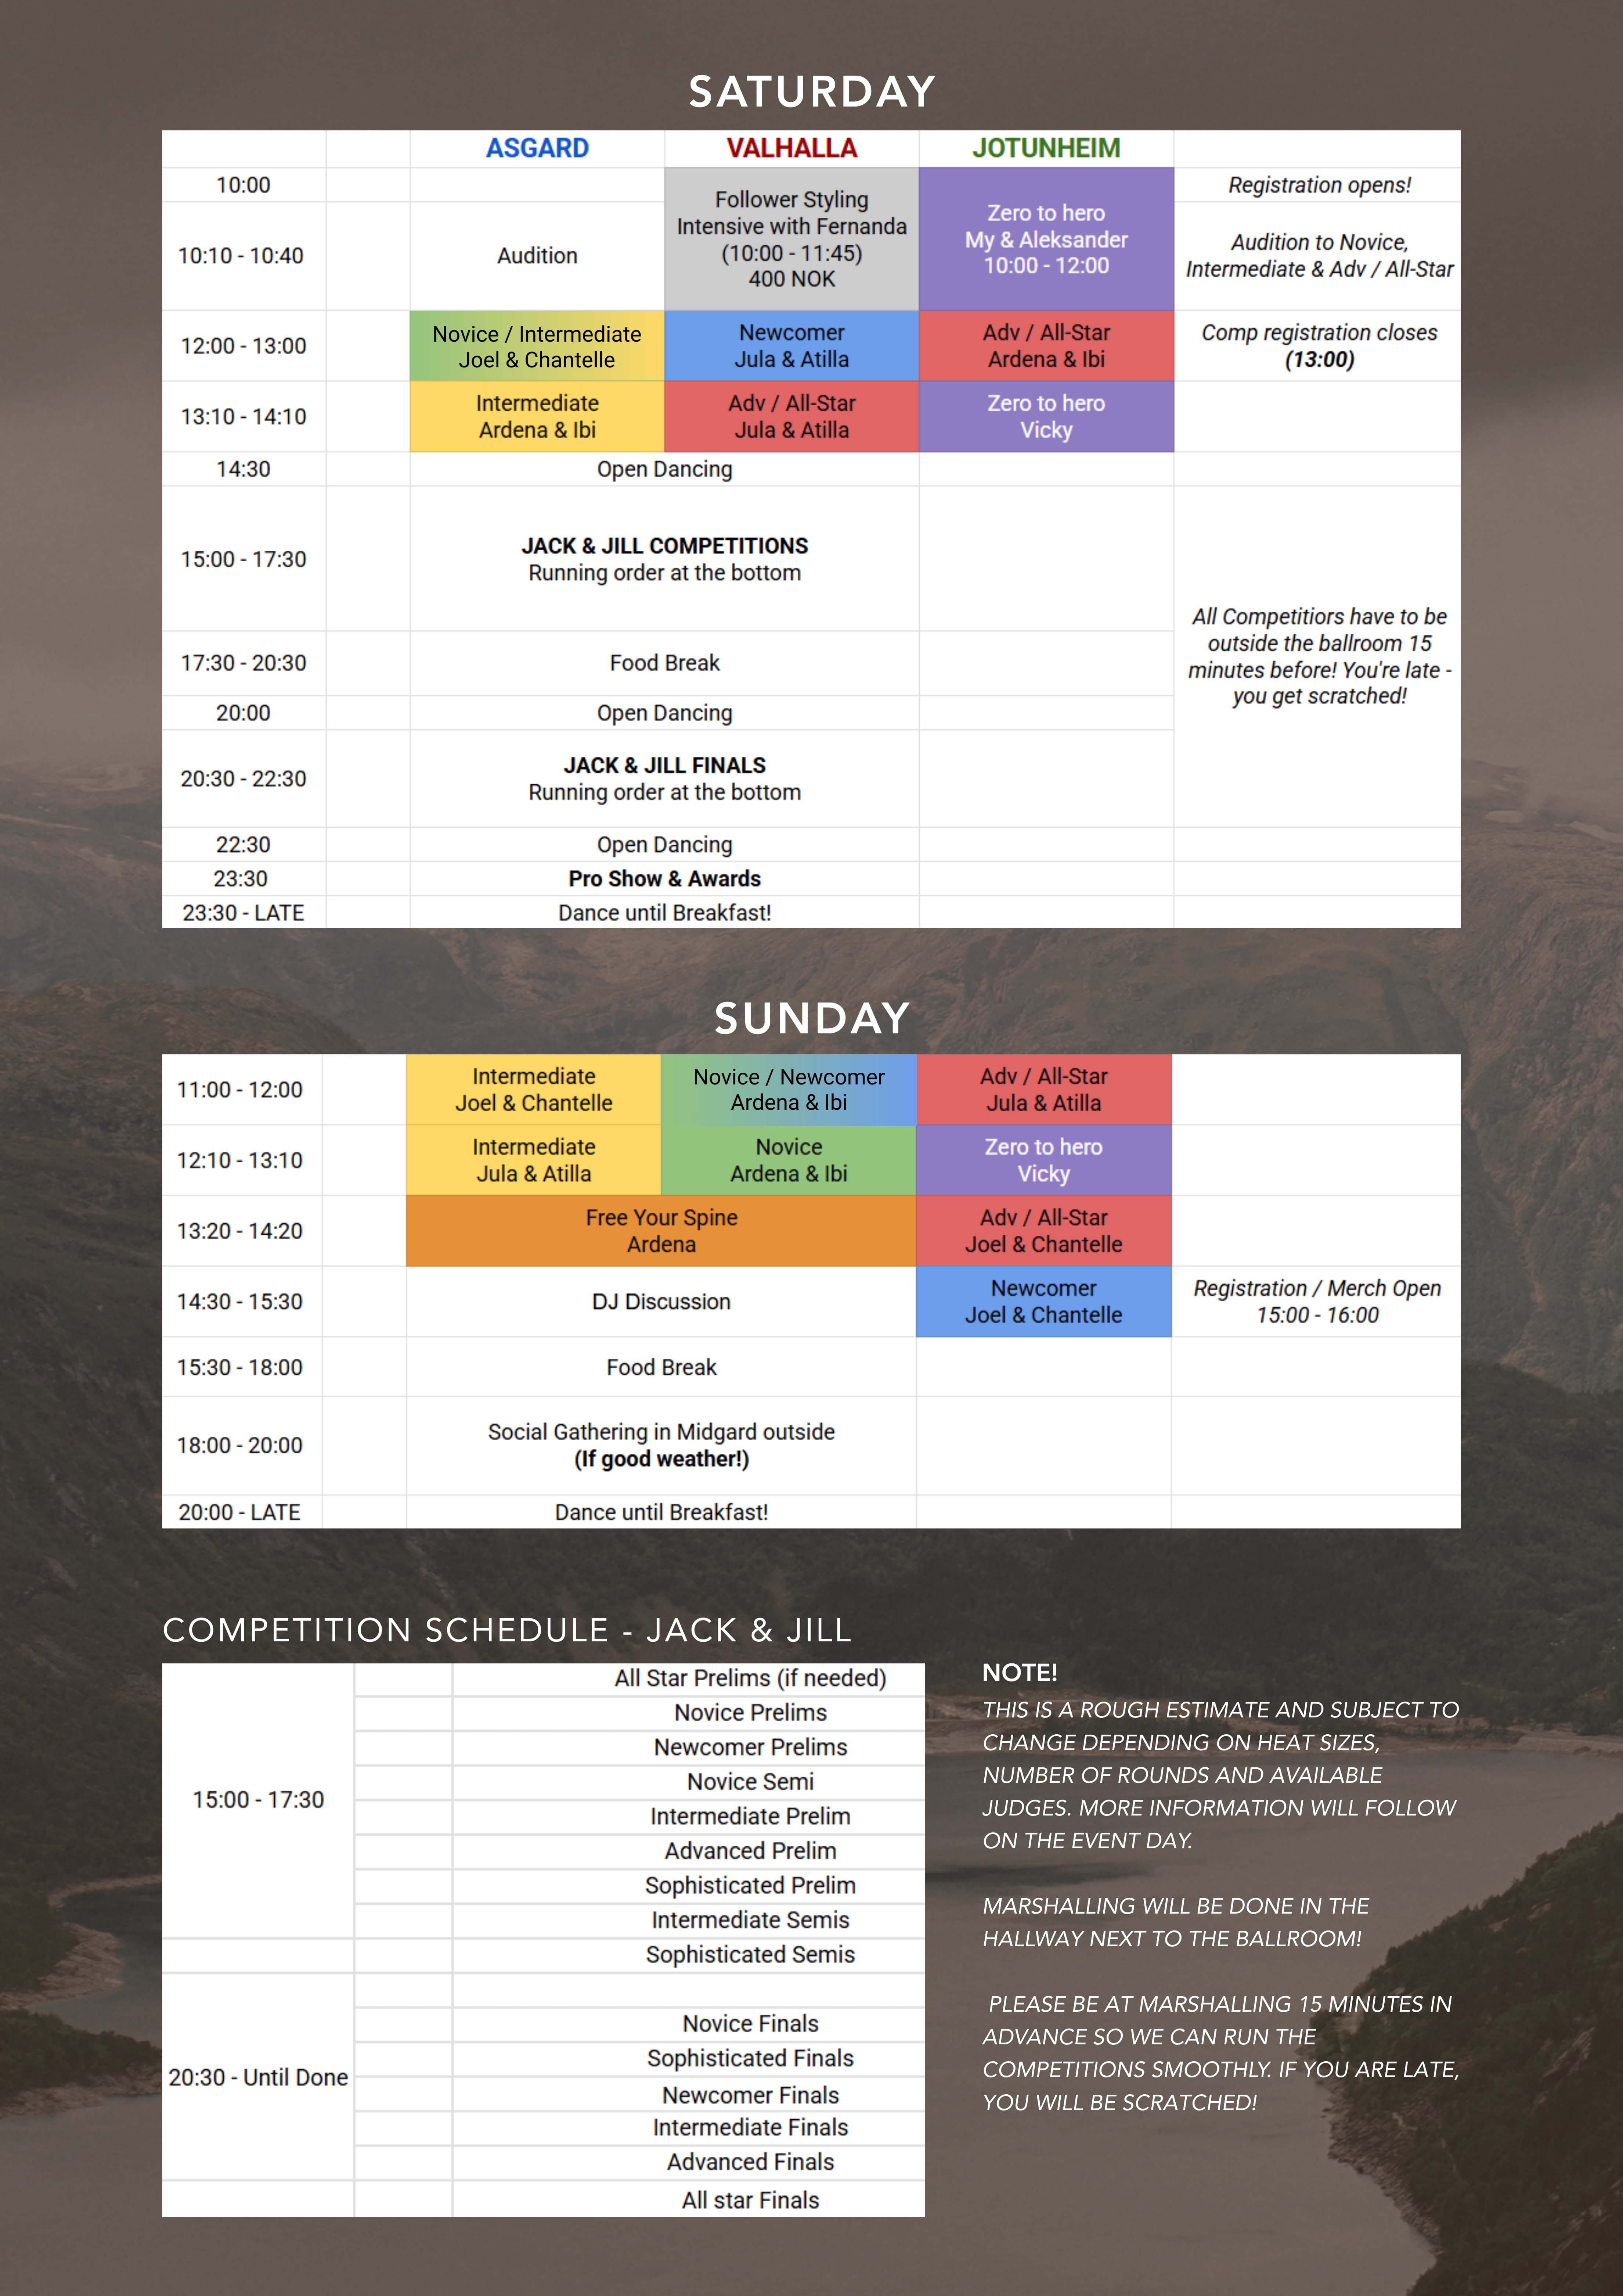 SATURDAY
ASGARD VALHALLA JOTUNHEIM
10:00
Follower Styling
Intensive with Fernanda
(10:00 - 11:45)
400 NOK
Zero to hero
My & Aleksander
10:00 - 12:00
Registration opens!
10:10 - 10:40
Audition
Audition to Novice,
Intermediate & Adv / All-Star
12:00 - 13:00
Novice / Intermediate
Joel & Chantelle
Newcomer
Jula & Atilla
Adv / All-Star
Ardena & Ibi
Comp registration closes
(13:00)
13:10 - 14:10
Intermediate
Ardena & Ibi
Adv / All-Star
Jula & Atilla
Zero to hero
Vicky
14:30
Open Dancing
15:00 - 17:30
JACK & JILL COMPETITIONS
Running order at the bottom
All Competitiors have to be
outside the ballroom 15
minutes before! You're late -
you get scratched!
17:30 - 20:30
Food Break
20:00
Open Dancing
20:30 - 22:30
JACK & JILL FINALS
Running order at the bottom
22:30
Open Dancing
23:30
Pro Show & Awards
23:30 - LATE
Dance until Breakfast!
SUNDAY
11:00 - 12:00
Intermediate
Joel & Chantelle
Novice / Newcomer
Ardena & Ibi
Adv / All-Star
Jula & Atilla
12:10 - 13:10
Intermediate
Jula & Atilla
Novice
Ardena & Ibi
Zero to hero
Vicky
13:20 - 14:20
Free Your Spine
Ardena
Adv / All-Star
Joel & Chantelle
14:30 - 15:30
DJ Discussion
Newcomer
Joel & Chantelle
Registration / Merch Open
15:00 - 16:00
15:30 - 18:00
Food Break
18:00 - 20:00
Social Gathering in Midgard outside
(If good weather!)
20:00 - LATE
Dance until Breakfast!
COMPETITION SCHEDULE - JACK & JILL
15:00 - 17:30
All Star Prelims (if needed)
Novice Prelims
Newcomer Prelims
Novice Semi
Intermediate Prelim
Advanced Prelim
Sophisticated Prelim
Intermediate Semis
Sophisticated Semis
20:30 - Until Done
Novice Finals
Sophisticated Finals
Newcomer Finals
Intermediate Finals
Advanced Finals
All star Finals
NOTE!
THIS IS A ROUGH ESTIMATE AND SUBJECT TO
CHANGE DEPENDING ON HEAT SIZES,
NUMBER OF ROUNDS AND AVAILABLE
JUDGES. MORE INFORMATION WILL FOLLOW
ON THE EVENT DAY.
MARSHALLING WILL BE DONE IN THE
HALLWAY NEXT TO THE BALLROOM!
PLEASE BE AT MARSHALLING 15 MINUTES IN
ADVANCE SO WE CAN RUN THE
COMPETITIONS SMOOTHLY. IF YOU ARE LATE,
YOU WILL BE SCRATCHED!